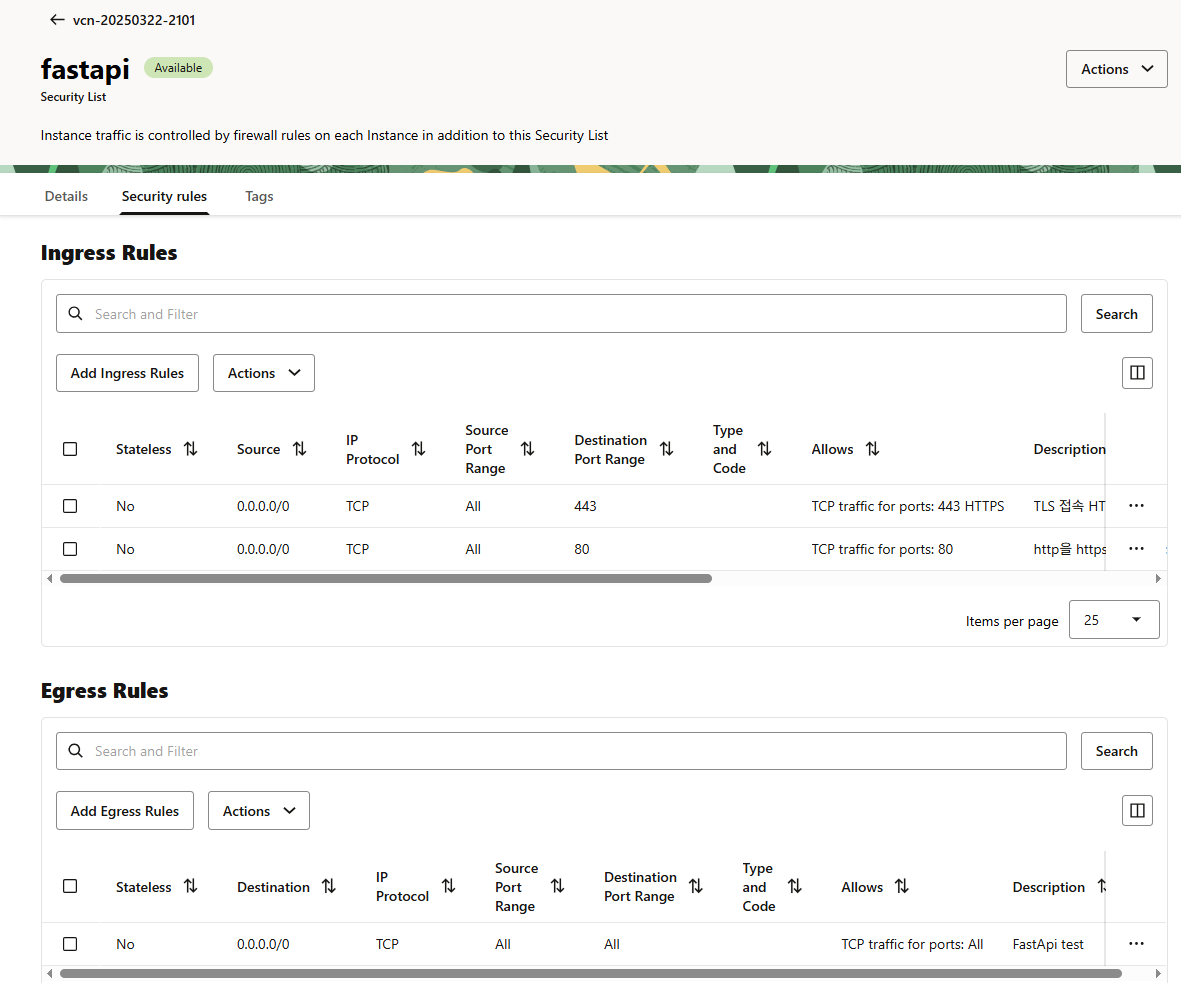 vcn-20250322-2101
fastapi Available
Actions
Security List
Instance traffic is controlled by firewall rules on each Instance in addition to this Security List
Details Security rules Tags
Ingress Rules
Search and Filter Search
Add Ingress Rules Actions
Stateless Source IP Protocol Source Port Range Destination Port Range Type and Code Allows Description
No 0.0.0.0/0 TCP All 443 TCP traffic for ports: 443 HTTPS TLS 접속 HT
No 0.0.0.0/0 TCP All 80 TCP traffic for ports: 80 http을 https
Items per page 25
Egress Rules
Search and Filter Search
Add Egress Rules Actions
Stateless Destination IP Protocol Source Port Range Destination Port Range Type and Code Allows Description
No 0.0.0.0/0 TCP All All TCP traffic for ports: All FastApi test